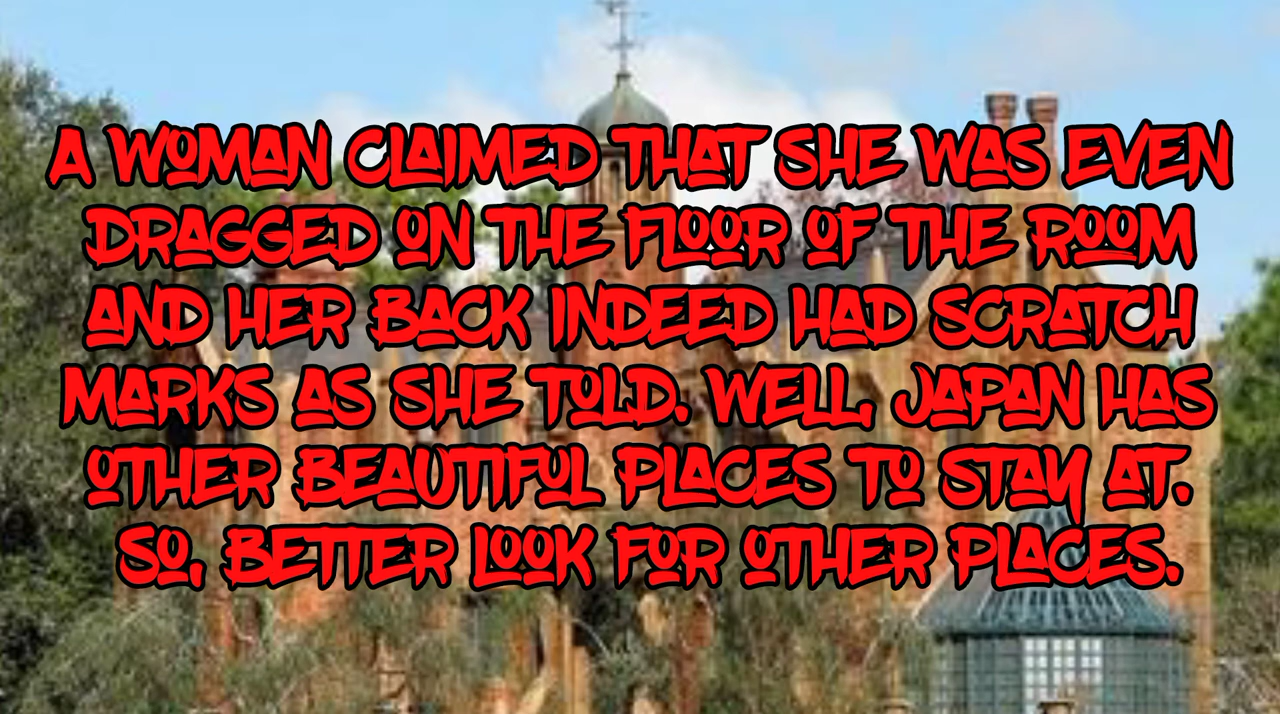 A WOMAN CLAIMED THAT SHE WAS EVEN
DRAGGED ON THE FLOOR OF THE ROOM
AND HER BACK INDEED HAD SCRATCH
MARKS AS SHE TOLD. WELL, JAPAN HAS
OTHER BEAUTIFUL PLACES TO STAY AT.
SO, BETTER LOOK FOR OTHER PLACES.